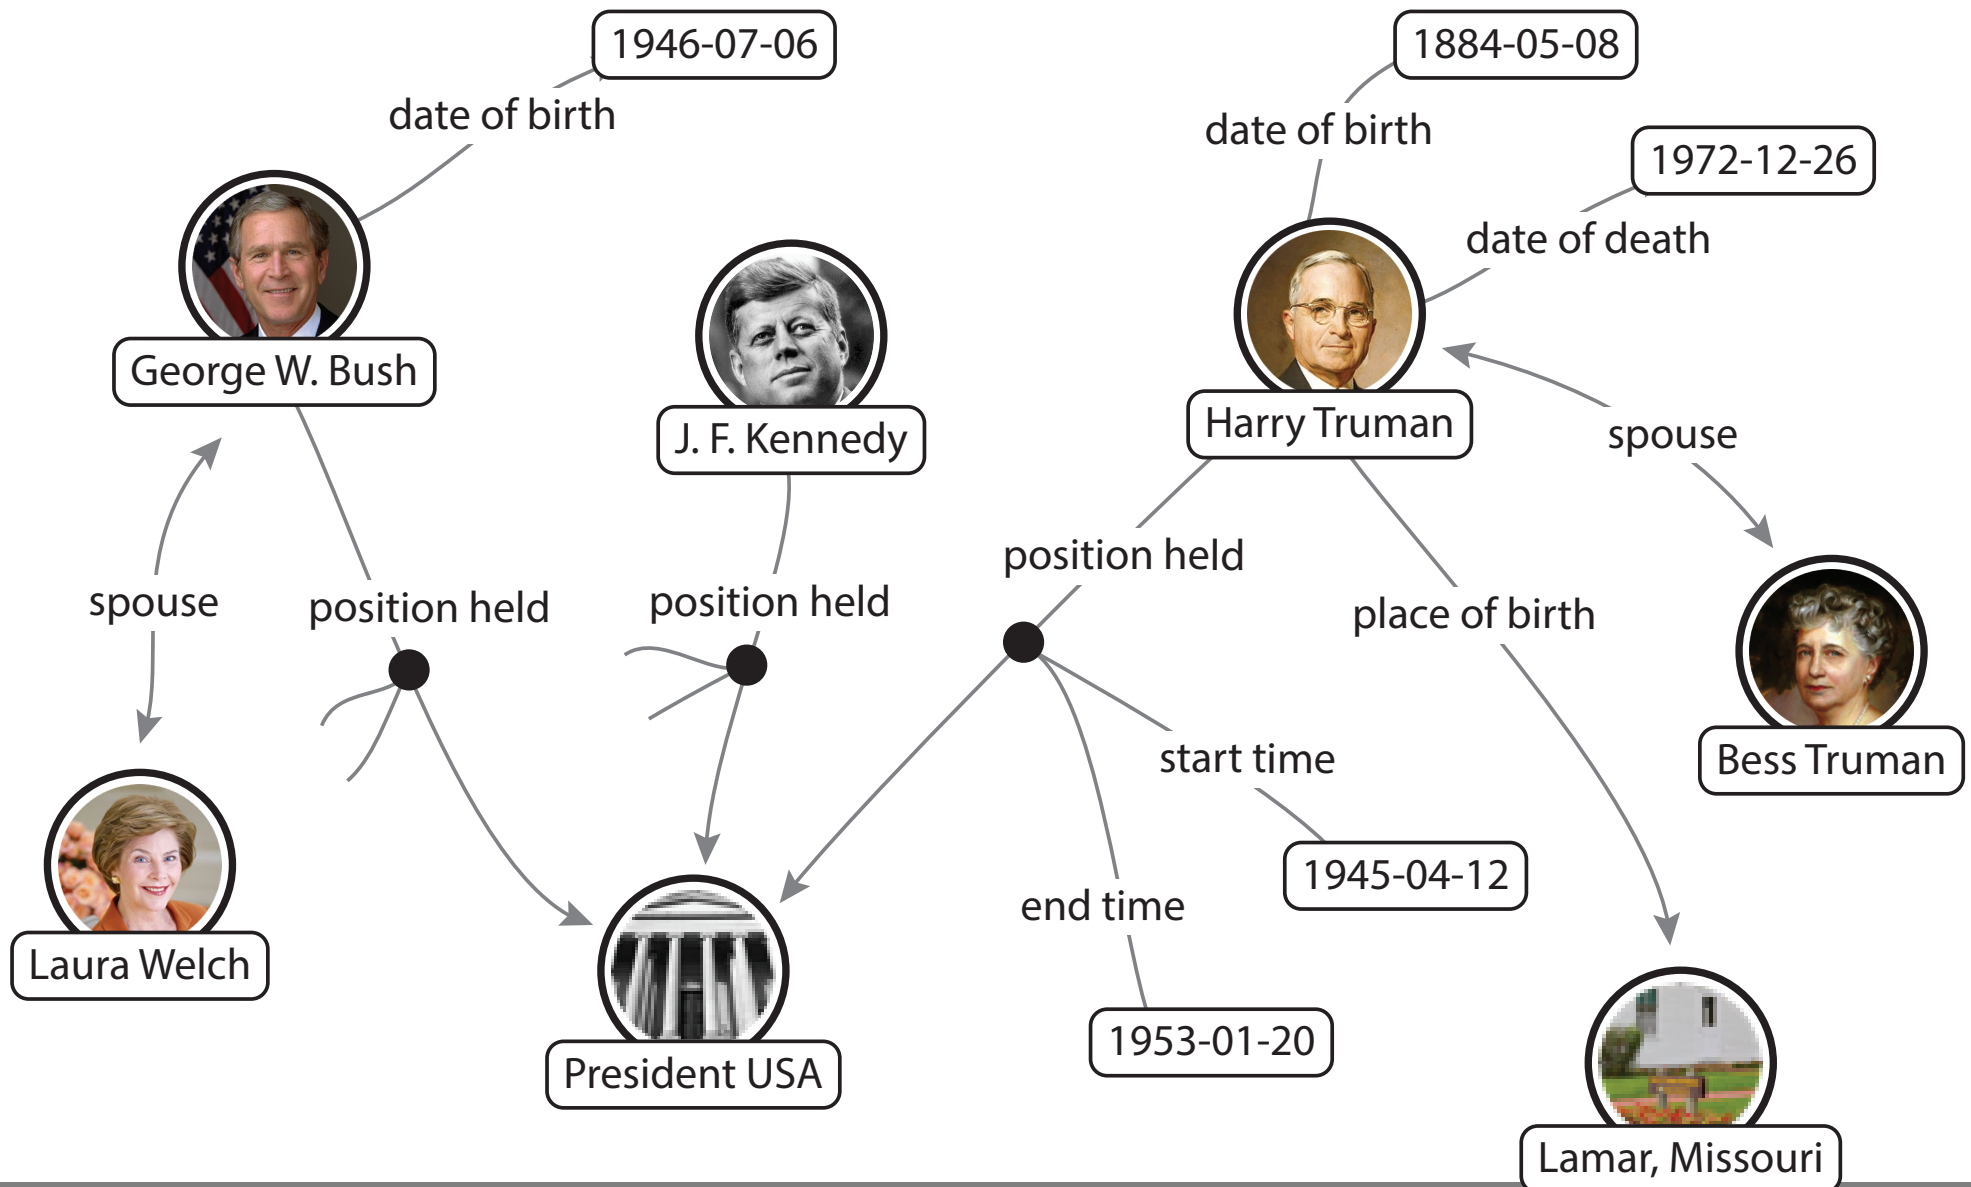 1946-07-06
1884-05-08
date of birth
date of birth
1972-12-26
date of death
George W. Bush
J. F. Kennedy
Harry Truman
spouse
position held
spouse
position held
position held
place of birth
start time
Bess Truman
1945-04-12
end time
Laura Welch
1953-01-20
President USA
Lamar, Missouri